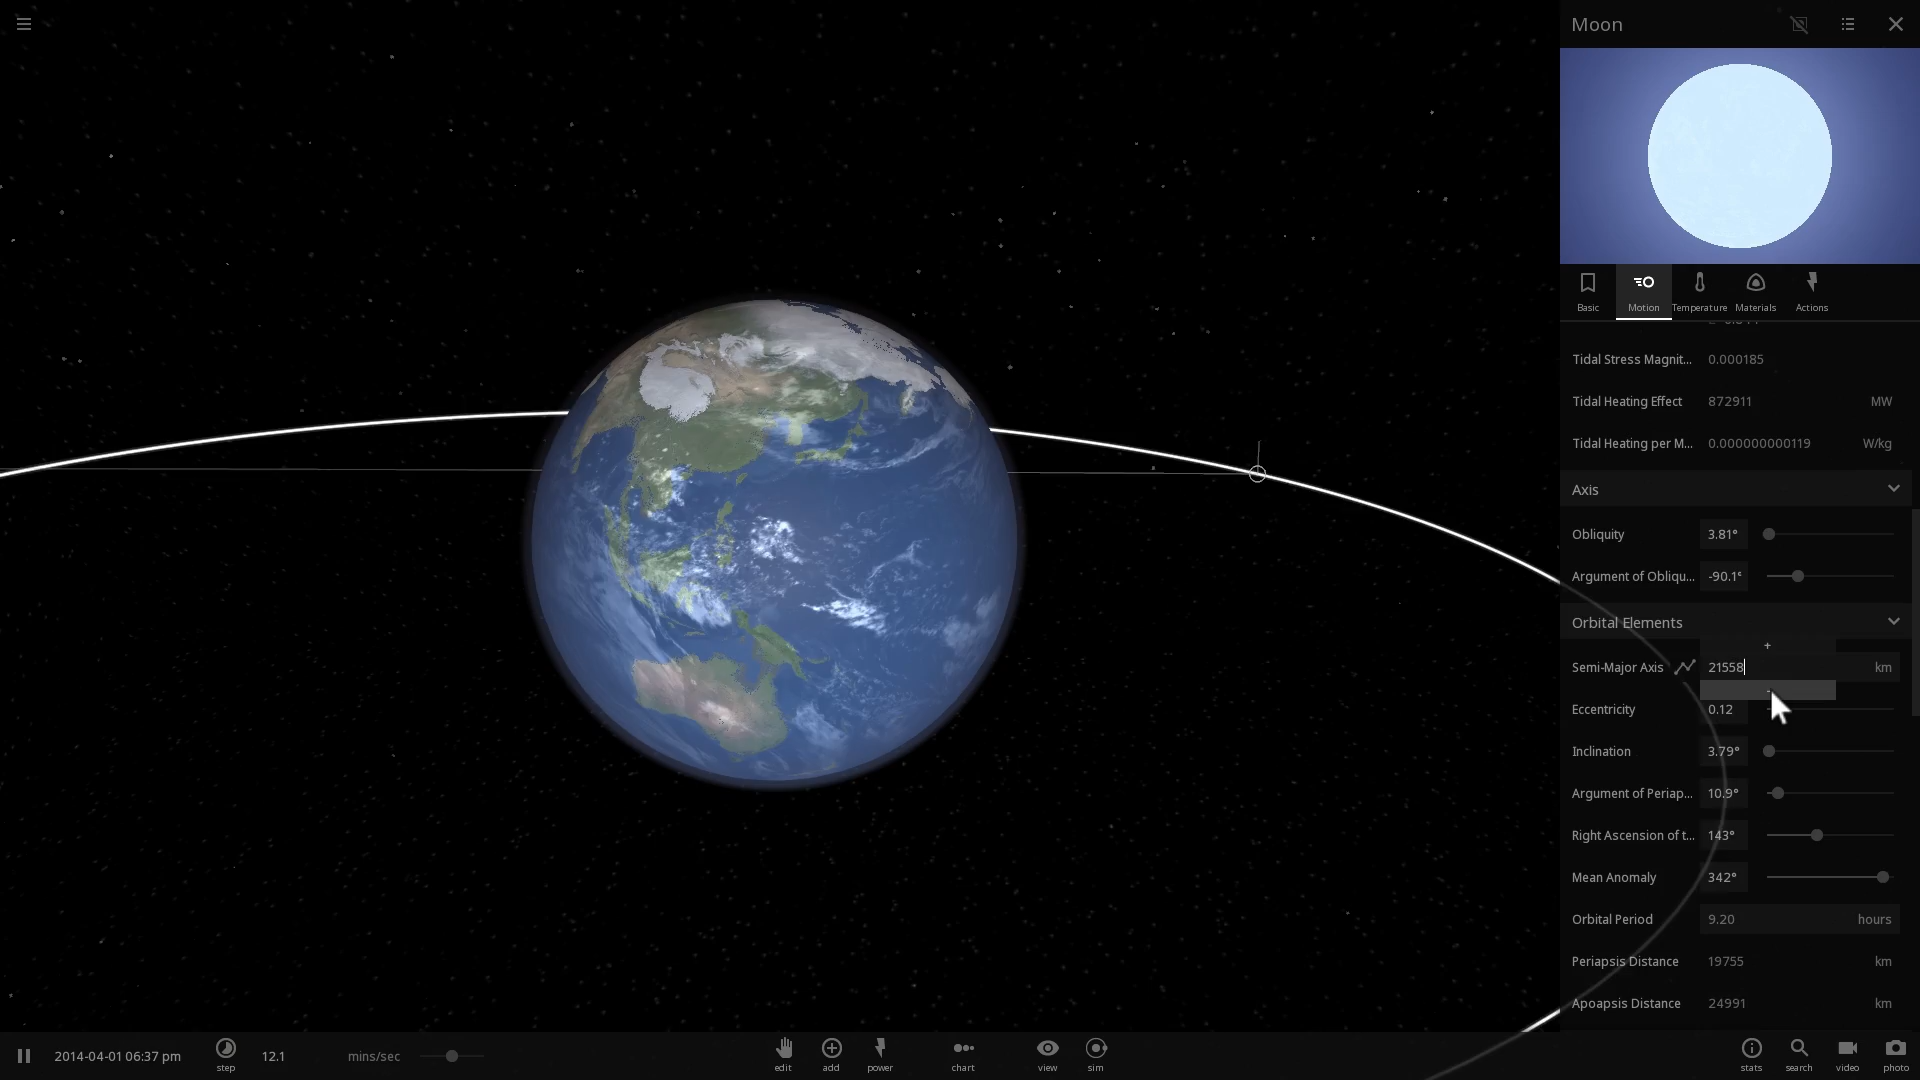 Moon
Basic
Motion
Temperature
Materials
Actions
Tidal Stress Magnit... 0.000185
Tidal Heating Effect 872911 MW
Tidal Heating per M... 0.000000000119 W/kg
Axis
Obliquity 3.81°
Argument of Obliqu... -90.1°
Orbital Elements
+
Semi-Major Axis 21558 km
Eccentricity 0.12
Inclination 3.79°
Argument of Periap... 10.9°
Right Ascension of t... 143°
Mean Anomaly 342°
Orbital Period 9.20 hours
Periapsis Distance 19755 km
Apoapsis Distance 24991 km
2014-04-01 06:37 pm
step
12.1 mins/sec
edit
add
power
chart
view
sim
stats
search
video
photo